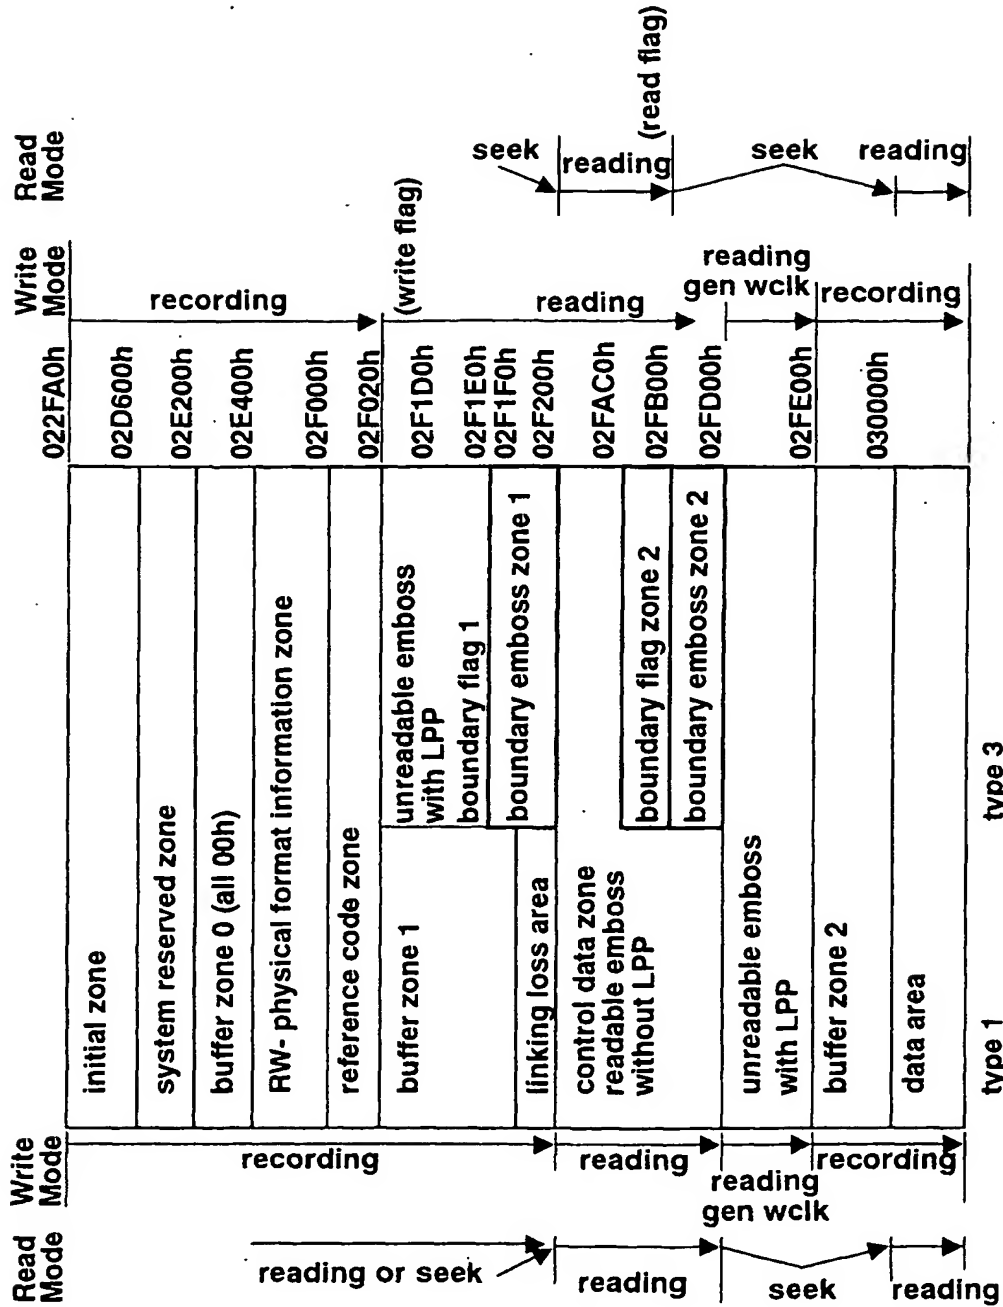 Read
Mode
Write
Mode
022FA0h
02D600h
02E200h
02E400h
02F000h
02F020h
02F1D0h
02F1E0h
02F1F0h
02F200h
02FAC0h
02FB00h
02FD00h
02FE00h
030000h
recording
(write flag)
reading
reading
gen wclk
recording
seek
reading
(read flag)
seek
reading
initial zone
system reserved zone
buffer zone 0 (all 00h)
RW- physical format information zone
reference code zone
buffer zone 1
linking loss area
unreadable emboss
with LPP
boundary flag 1
boundary emboss zone 1
control data zone
readable emboss
without LPP
boundary flag zone 2
boundary emboss zone 2
unreadable emboss
with LPP
buffer zone 2
data area
type 1
type 3
Write
Mode
recording
reading
reading
gen wclk
recording
Read
Mode
reading or seek
reading
seek
reading